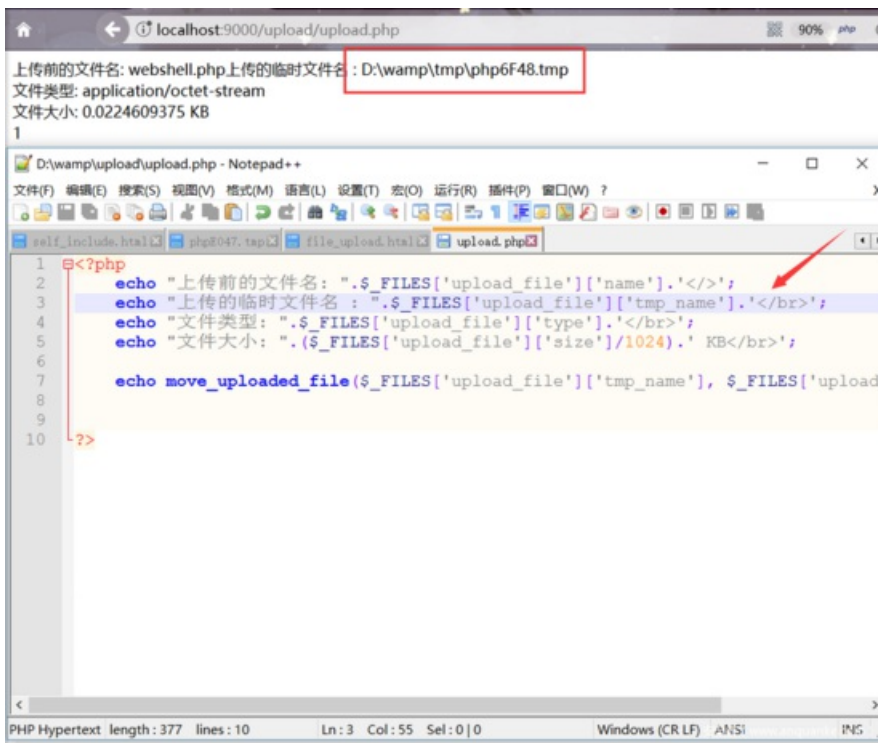 localhost:9000/upload/upload.php
90%
php
上传前的文件名: webshell.php上传的临时文件名 : D:\wamp\tmp\php6F48.tmp
文件类型: application/octet-stream
文件大小: 0.0224609375 KB
1
D:\wamp\upload\upload.php - Notepad++
文件(F) 编辑(E) 搜索(S) 视图(V) 格式(M) 语言(L) 设置(T) 宏(O) 运行(R) 插件(P) 窗口(W) ?
self_include.html phpE047.tmp file_upload.html upload.php
1 <?php
2 echo "上传前的文件名: ".$_FILES['upload_file']['name'].'</>';
3 echo "上传的临时文件名 : ".$_FILES['upload_file']['tmp_name'].'</br>';
4 echo "文件类型: ".$_FILES['upload_file']['type'].'</br>';
5 echo "文件大小: ".($_FILES['upload_file']['size']/1024).' KB</br>';
6
7 echo move_uploaded_file($_FILES['upload_file']['tmp_name'], $_FILES['upload
8
9
10 ?>
PHP Hypertext length : 377 lines : 10 Ln : 3 Col : 55 Sel : 0 | 0 Windows (CR LF) ANSI INS